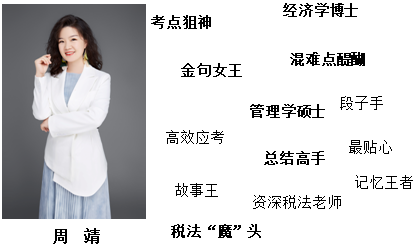 经济学博士
考点狙神
混难点醍醐
金句女王
段子手
管理学硕士
高效应考
最贴心
总结高手
记忆王者
故事王
资深税法老师
税法“魔”头
周 靖